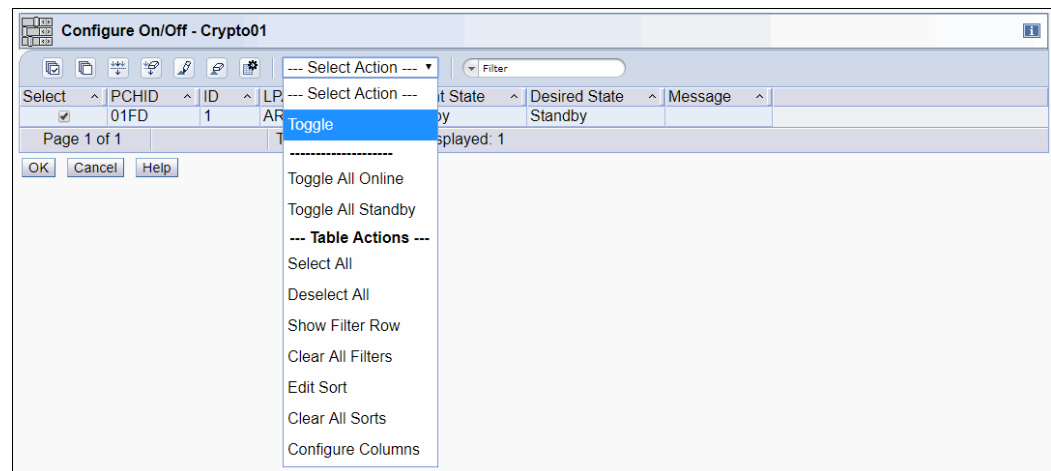 Configure On/Off - Crypto01
--- Select Action ---
Filter
Select PCHID ID LP t State Desired State Message
01FD 1 AR by Standby
Page 1 of 1 T splayed: 1
OK Cancel Help
--- Select Action ---
Toggle
--------------------
Toggle All Online
Toggle All Standby
--- Table Actions ---
Select All
Deselect All
Show Filter Row
Clear All Filters
Edit Sort
Clear All Sorts
Configure Columns